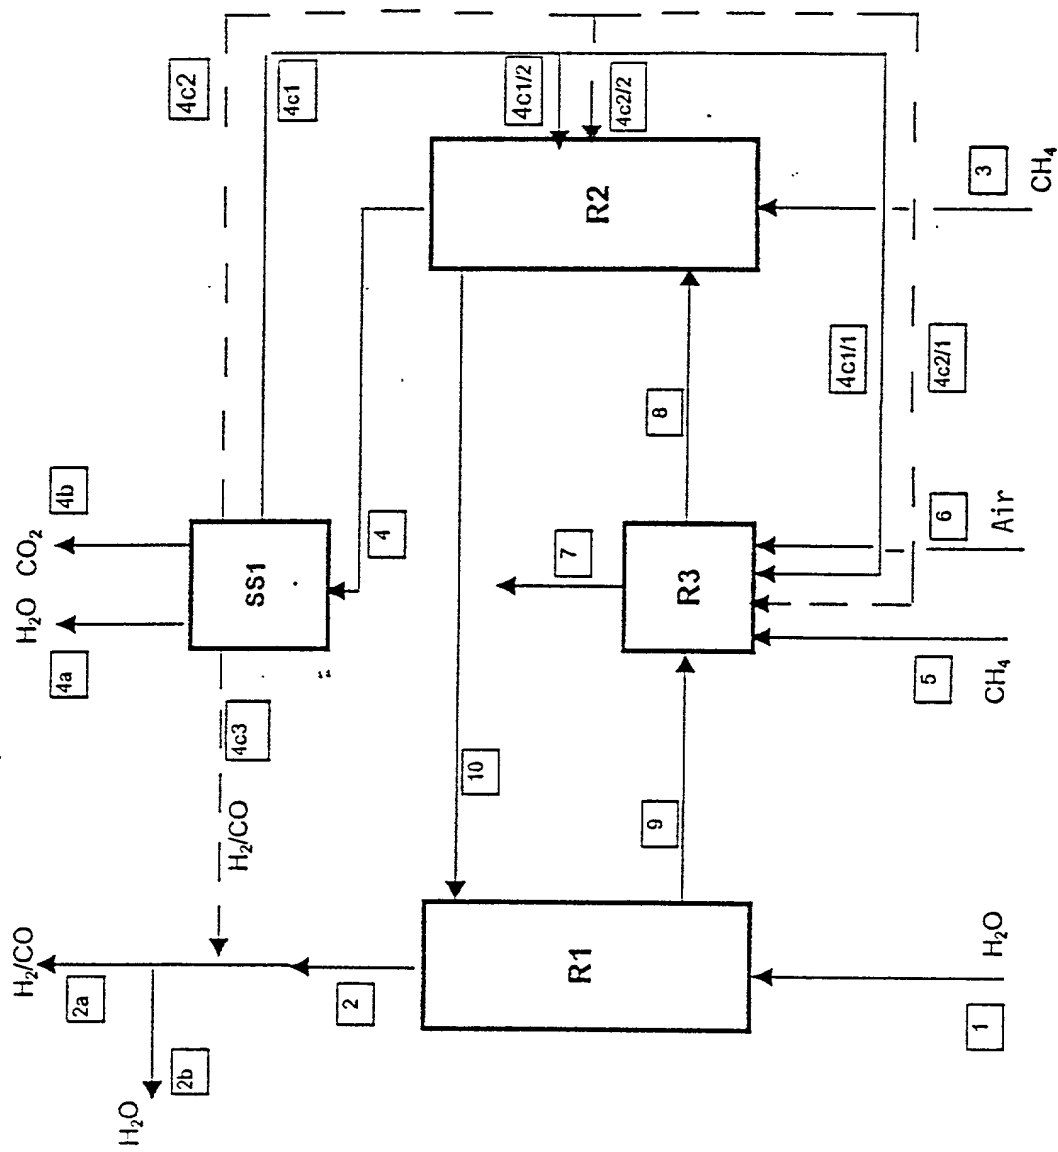 4c2
4c1
4c1/2
4c2/2
R2
3
CH₄
4c1/1
4c2/1
8
4b
CO₂
4
7
6
Air
SS1
R3
H₂O
4a
5
CH₄
4c3
H₂/CO
10
9
H₂/CO
2a
2
R1
H₂O
1
2b
H₂O